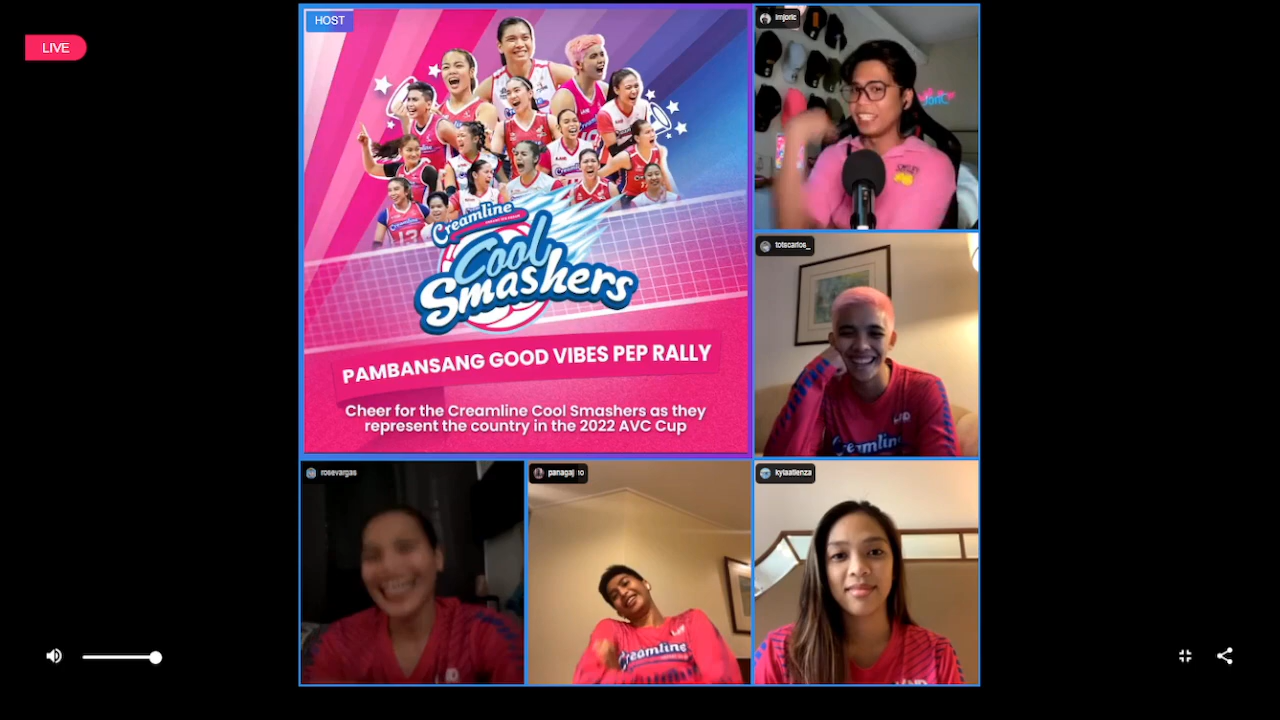 LIVE
HOST
Creamline
Cool
Smashers
PAMBANSANG GOOD VIBES PEP RALLY
Cheer for the Creamline Cool Smashers as they
represent the country in the 2022 AVC Cup
imjoric
totscarlos_
Creamline
rosevargas
panagaj
Creamline
kylaatienza